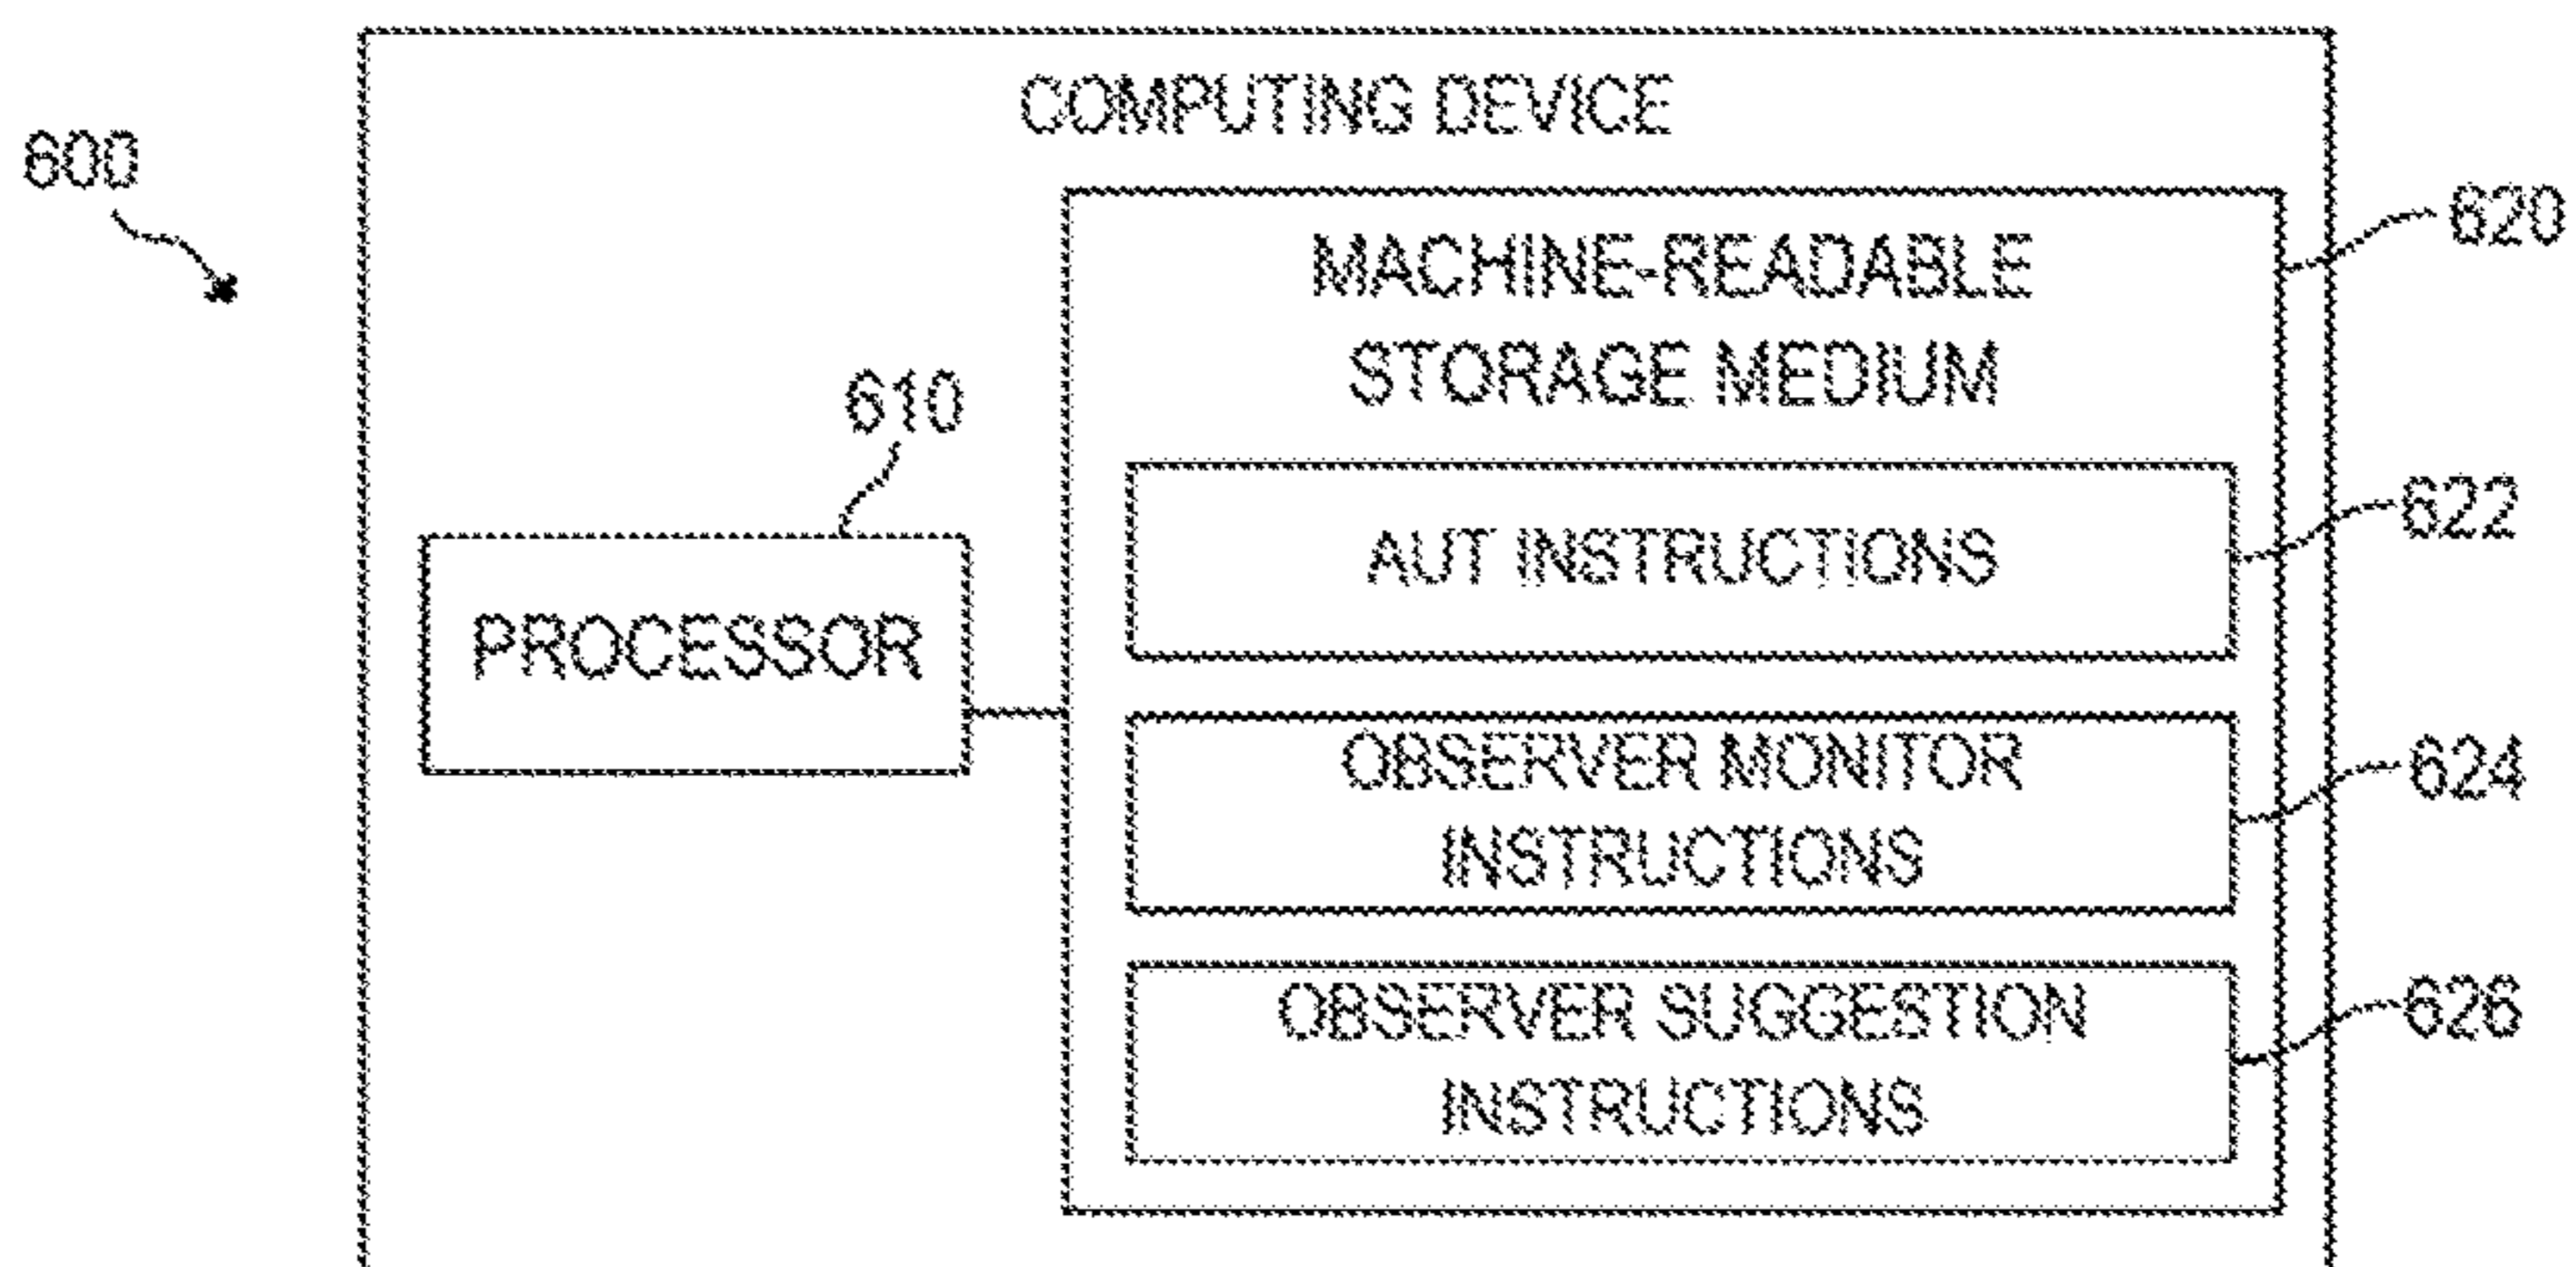 COMPUTING DEVICE
600
MACHINE-READABLE
STORAGE MEDIUM
620
610
PROCESSOR
AUT INSTRUCTIONS
622
OBSERVER MONITOR
INSTRUCTIONS
624
OBSERVER SUGGESTION
INSTRUCTIONS
626